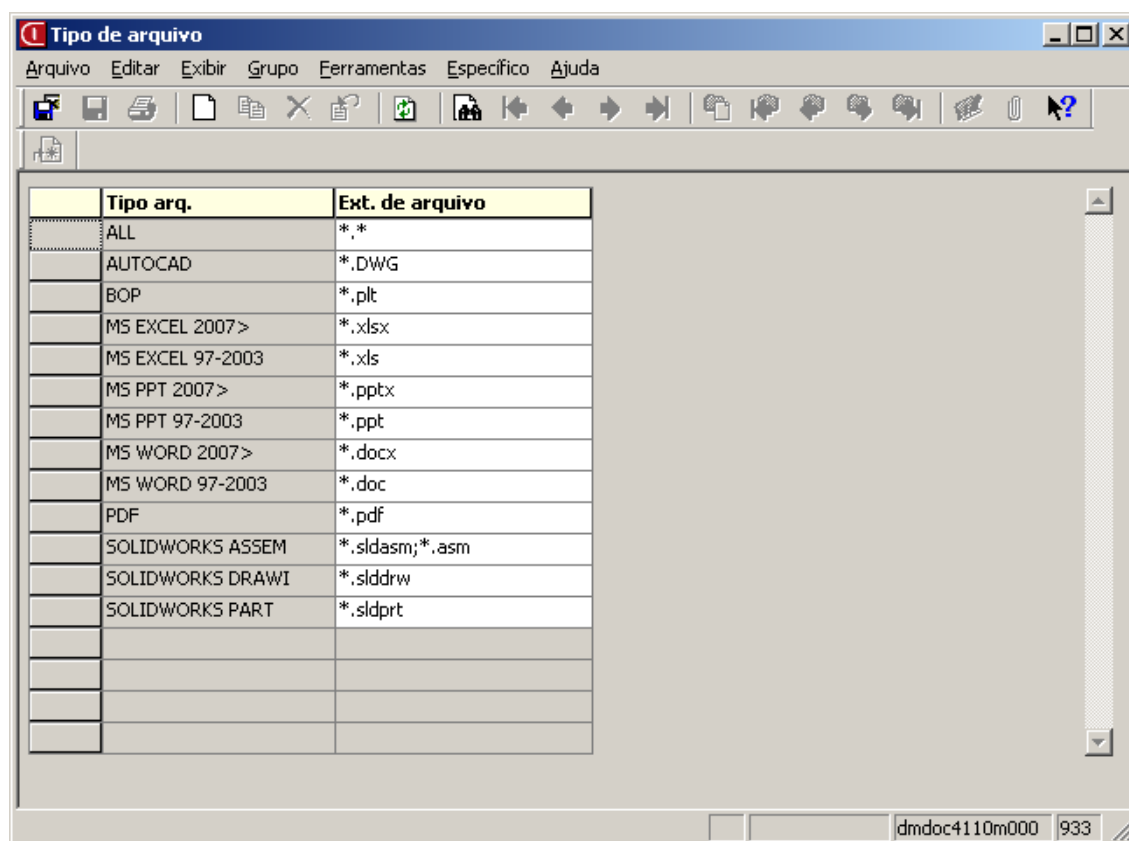 Tipo de arquivo
Arquivo Editar Exibir Grupo Ferramentas Específico Ajuda
Tipo arq. Ext. de arquivo
ALL *.*
AUTOCAD *.DWG
BOP *.plt
MS EXCEL 2007> *.xlsx
MS EXCEL 97-2003 *.xls
MS PPT 2007> *.pptx
MS PPT 97-2003 *.ppt
MS WORD 2007> *.docx
MS WORD 97-2003 *.doc
PDF *.pdf
SOLIDWORKS ASSEM *.sldasm;*.asm
SOLIDWORKS DRAWI *.slddrw
SOLIDWORKS PART *.sldprt
dmdoc4110m000 933